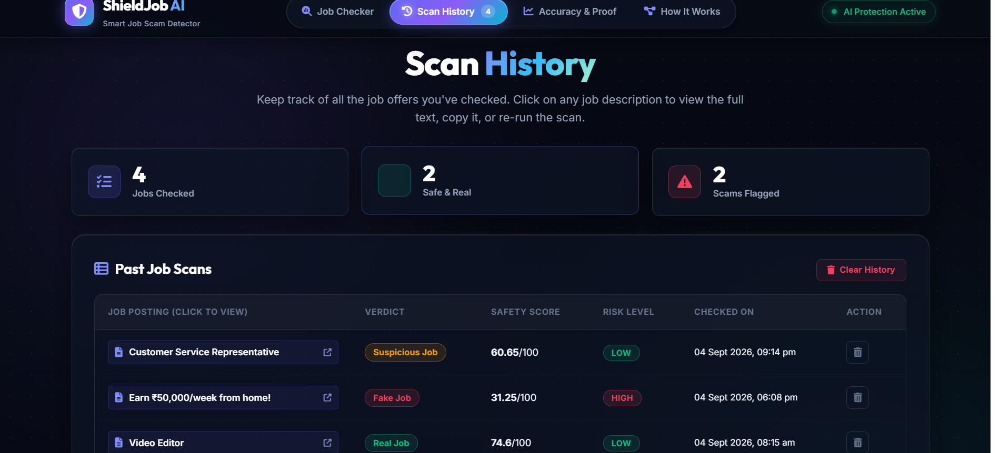 ShieldJob AI
Smart Job Scam Detector
Job Checker
Scan History 4
Accuracy & Proof
How It Works
AI Protection Active
Scan History
Keep track of all the job offers you've checked. Click on any job description to view the full
text, copy it, or re-run the scan.
4
Jobs Checked
2
Safe & Real
2
Scams Flagged
Past Job Scans
Clear History
JOB POSTING (CLICK TO VIEW) VERDICT SAFETY SCORE RISK LEVEL CHECKED ON ACTION
Customer Service Representative Suspicious Job 60.65/100 LOW 04 Sept 2026, 09:14 pm
Earn ₹50,000/week from home! Fake Job 31.25/100 HIGH 04 Sept 2026, 06:08 pm
Video Editor Real Job 74.6/100 LOW 04 Sept 2026, 08:15 am